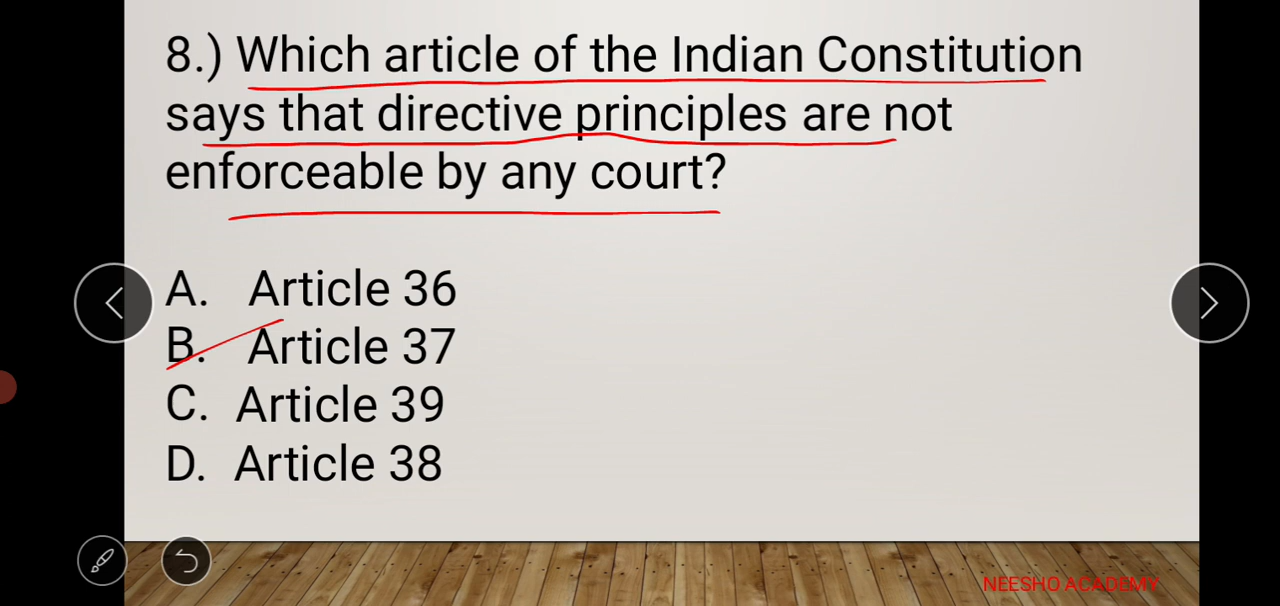 8.) Which article of the Indian Constitution
says that directive principles are not
enforceable by any court?
A. Article 36
B. Article 37
C. Article 39
D. Article 38
NEESHO ACADEMY